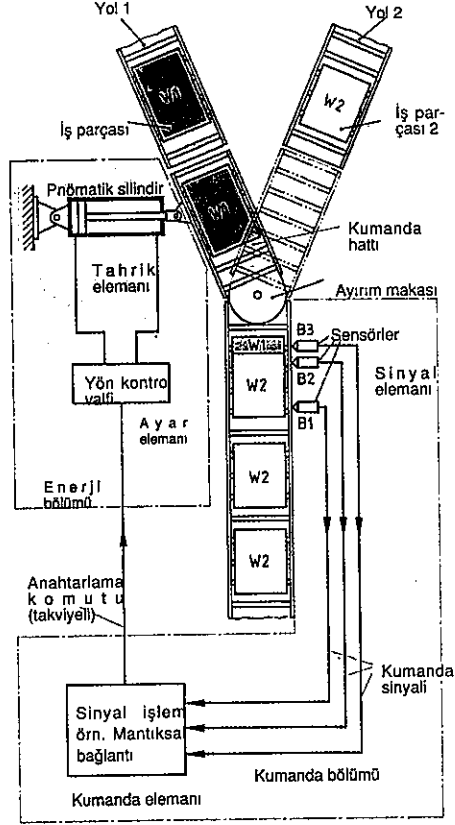 Yol 1
Yol 2
W2
İş parçası
İş par-
çası 2
Pnömatik silindir
Kumanda
hattı
Tahrik
elemanı
Ayırım makası
B3
Sensörler
B2
Sinyal
elemanı
W2
B1
Yön kontrol
valfi
Ayar
elemanı
W2
Enerji
bölümü
W2
Anahtarlama
komutu
(takviyeli)
Kumanda
sinyali
Sinyal işlem
örn. Mantıksal
bağlantı
Kumanda bölümü
Kumanda elemanı